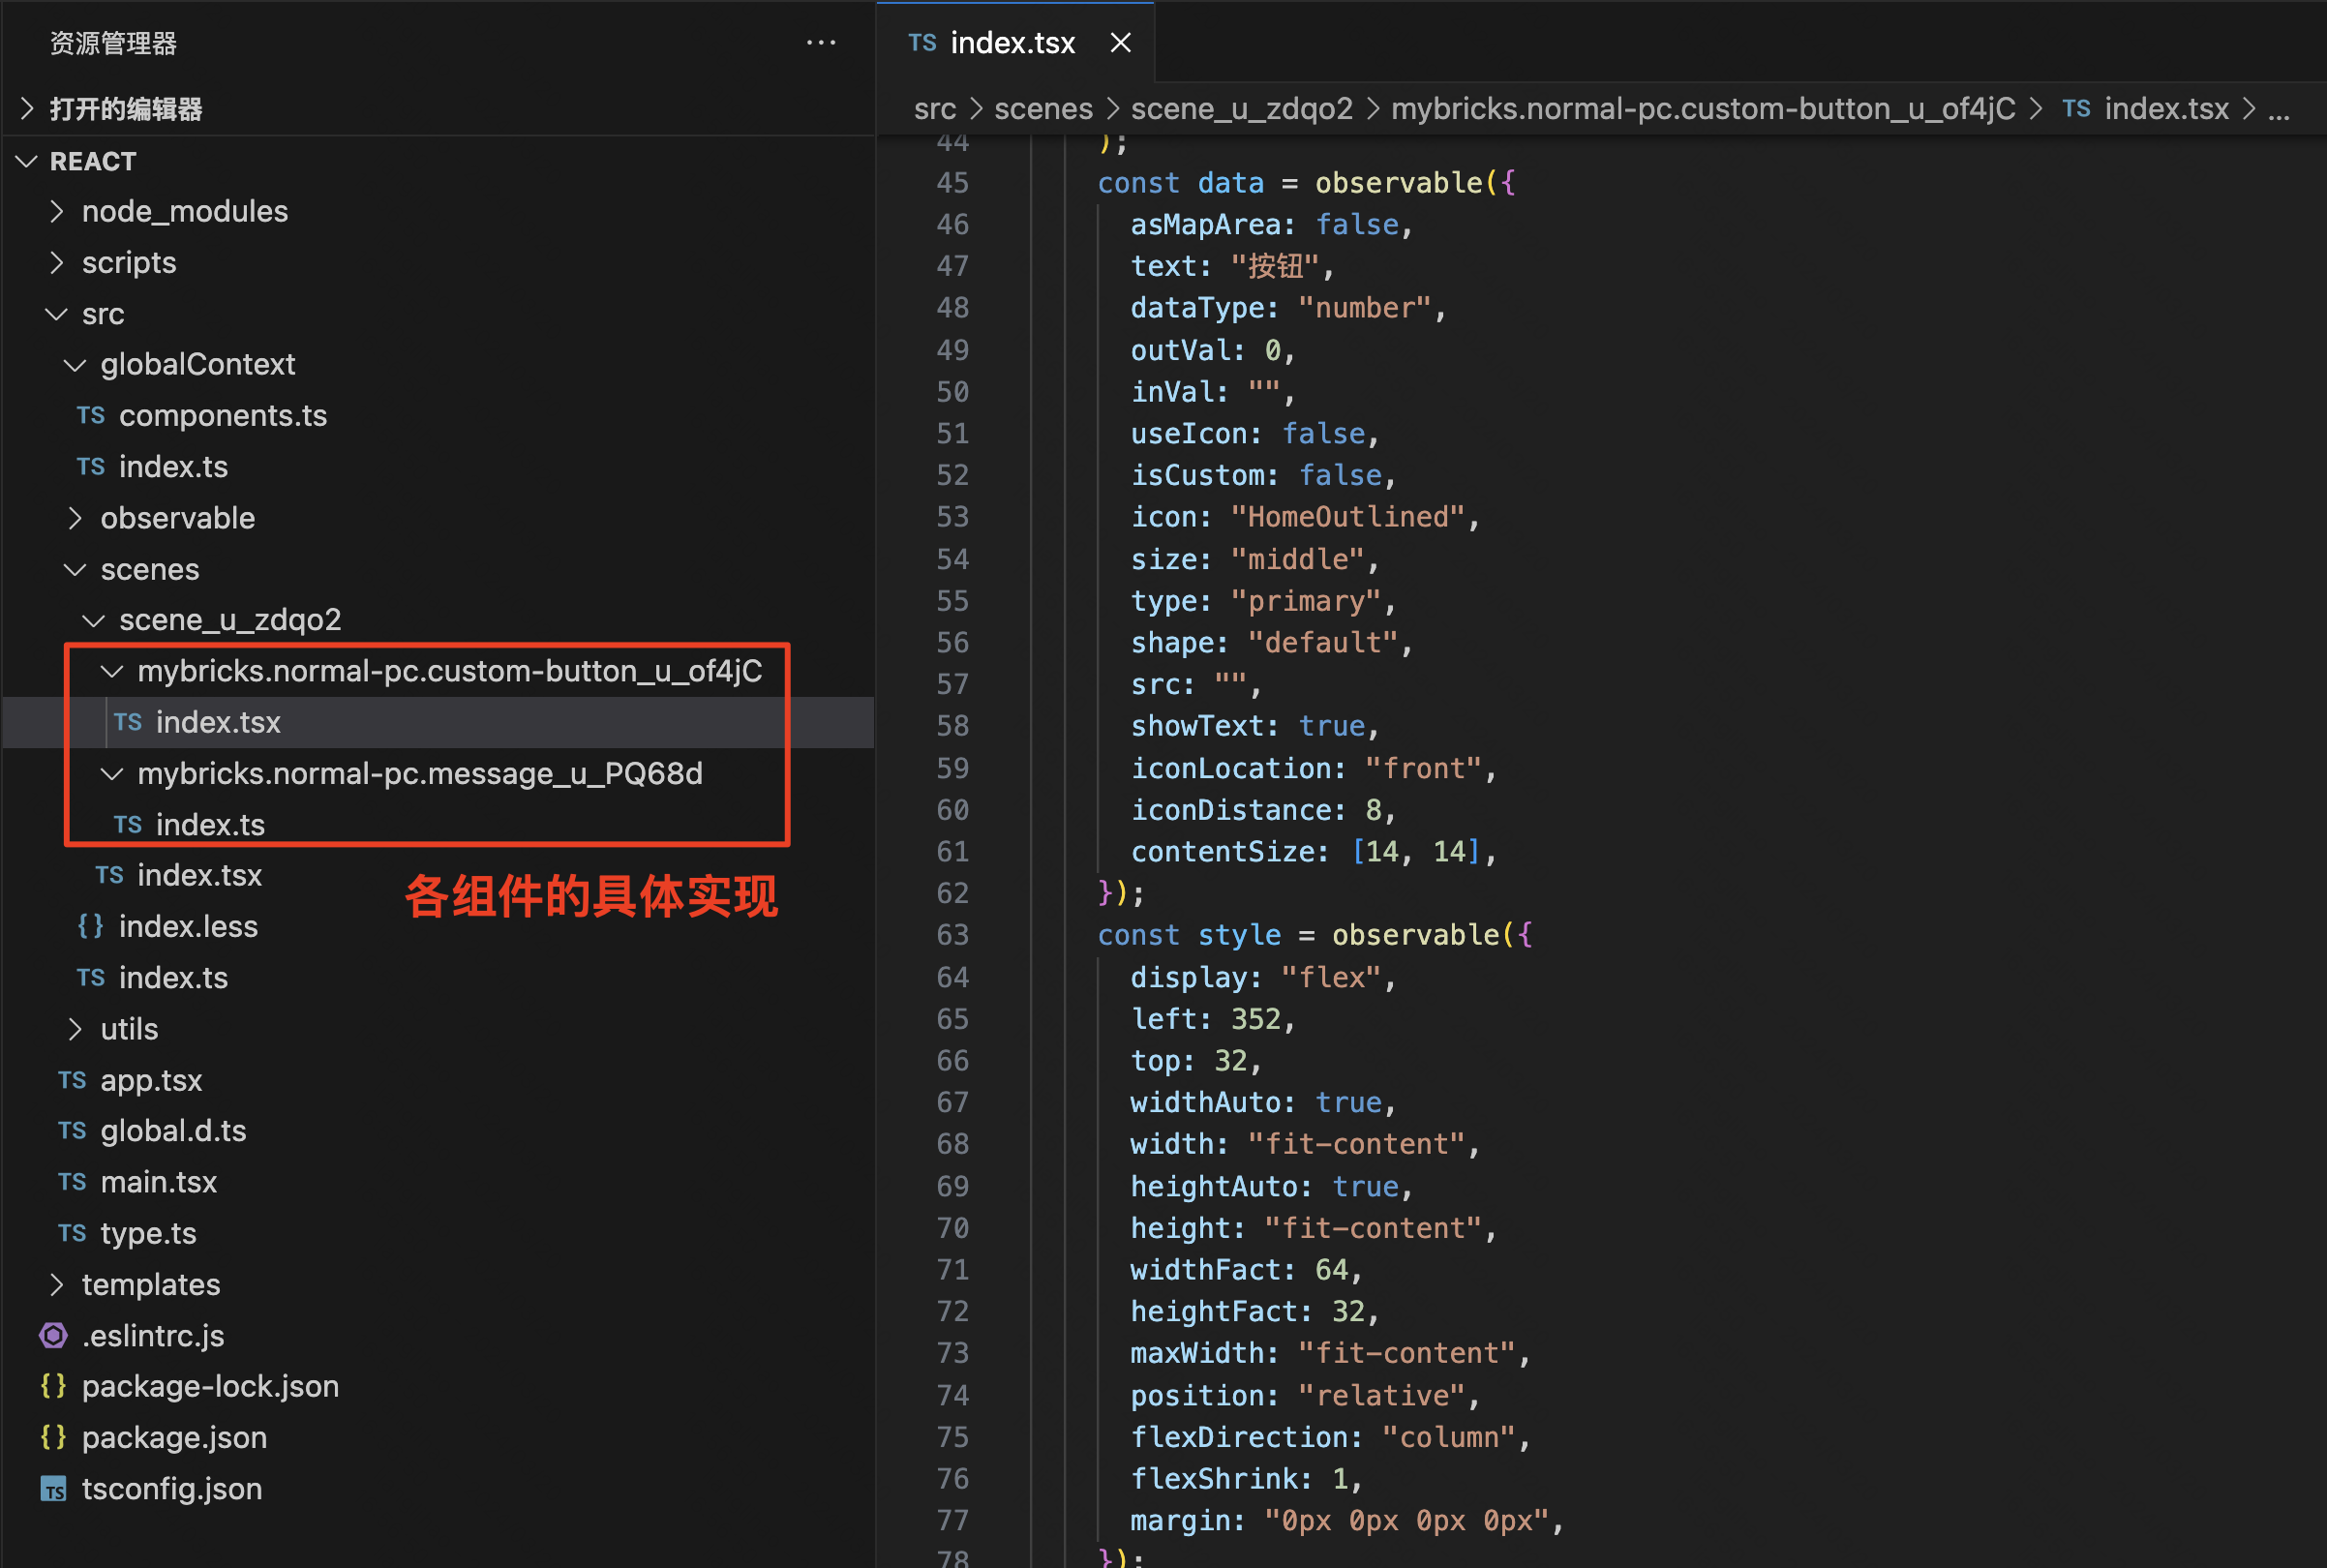 资源管理器
打开的编辑器
REACT
node_modules
scripts
src
globalContext
TS components.ts
TS index.ts
observable
scenes
scene_u_zdqo2
mybricks.normal-pc.custom-button_u_of4jC
TS index.tsx
mybricks.normal-pc.message_u_PQ68d
TS index.ts
TS index.tsx
各组件的具体实现
{} index.less
TS index.ts
utils
TS app.tsx
TS global.d.ts
TS main.tsx
TS type.ts
templates
.eslintrc.js
{} package-lock.json
{} package.json
TS tsconfig.json
TS index.tsx
src > scenes > scene_u_zdqo2 > mybricks.normal-pc.custom-button_u_of4jC > TS index.tsx > ...
44 );
45 const data = observable({
46 asMapArea: false,
47 text: "按钮",
48 dataType: "number",
49 outVal: 0,
50 inVal: "",
51 useIcon: false,
52 isCustom: false,
53 icon: "HomeOutlined",
54 size: "middle",
55 type: "primary",
56 shape: "default",
57 src: "",
58 showText: true,
59 iconLocation: "front",
60 iconDistance: 8,
61 contentSize: [14, 14],
62 });
63 const style = observable({
64 display: "flex",
65 left: 352,
66 top: 32,
67 widthAuto: true,
68 width: "fit-content",
69 heightAuto: true,
70 height: "fit-content",
71 widthFact: 64,
72 heightFact: 32,
73 maxWidth: "fit-content",
74 position: "relative",
75 flexDirection: "column",
76 flexShrink: 1,
77 margin: "0px 0px 0px 0px",
78 });